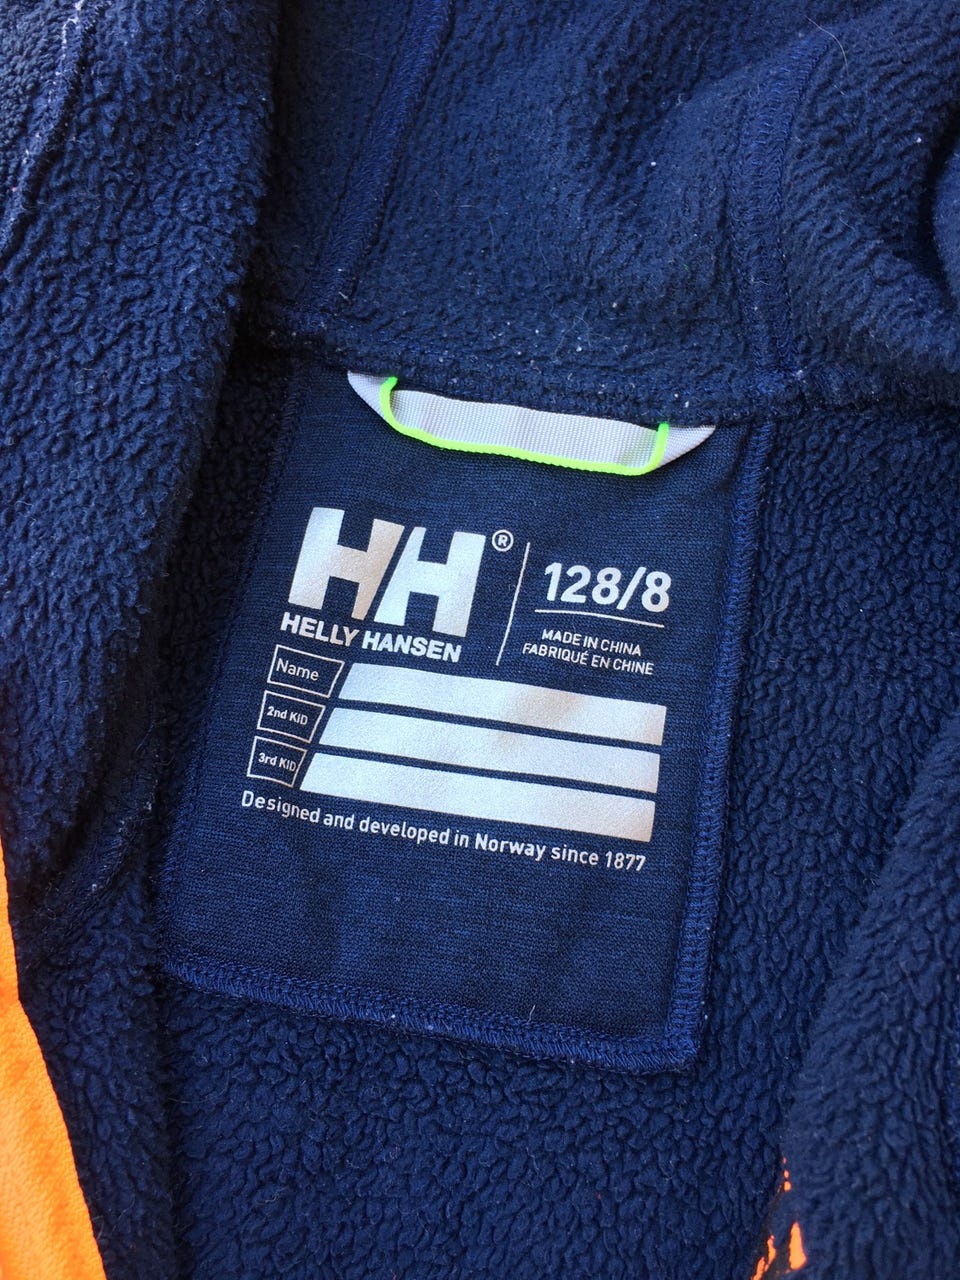 HH®
HELLY HANSEN
128/8
MADE IN CHINA
FABRIQUÉ EN CHINE
Name
2nd KID
3rd KID
Designed and developed in Norway since 1877